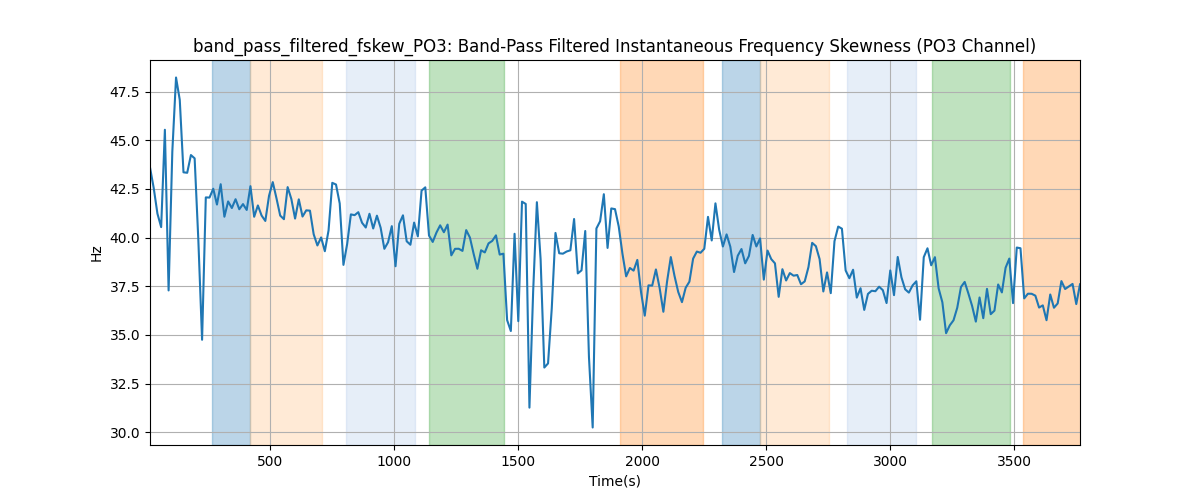 band_pass_filtered_fskew_PO3: Band-Pass Filtered Instantaneous Frequency Skewness (PO3 Channel)
47.5
45.0
42.5
40.0
37.5
35.0
32.5
30.0
Hz
500 1000 1500 2000 2500 3000 3500
Time(s)